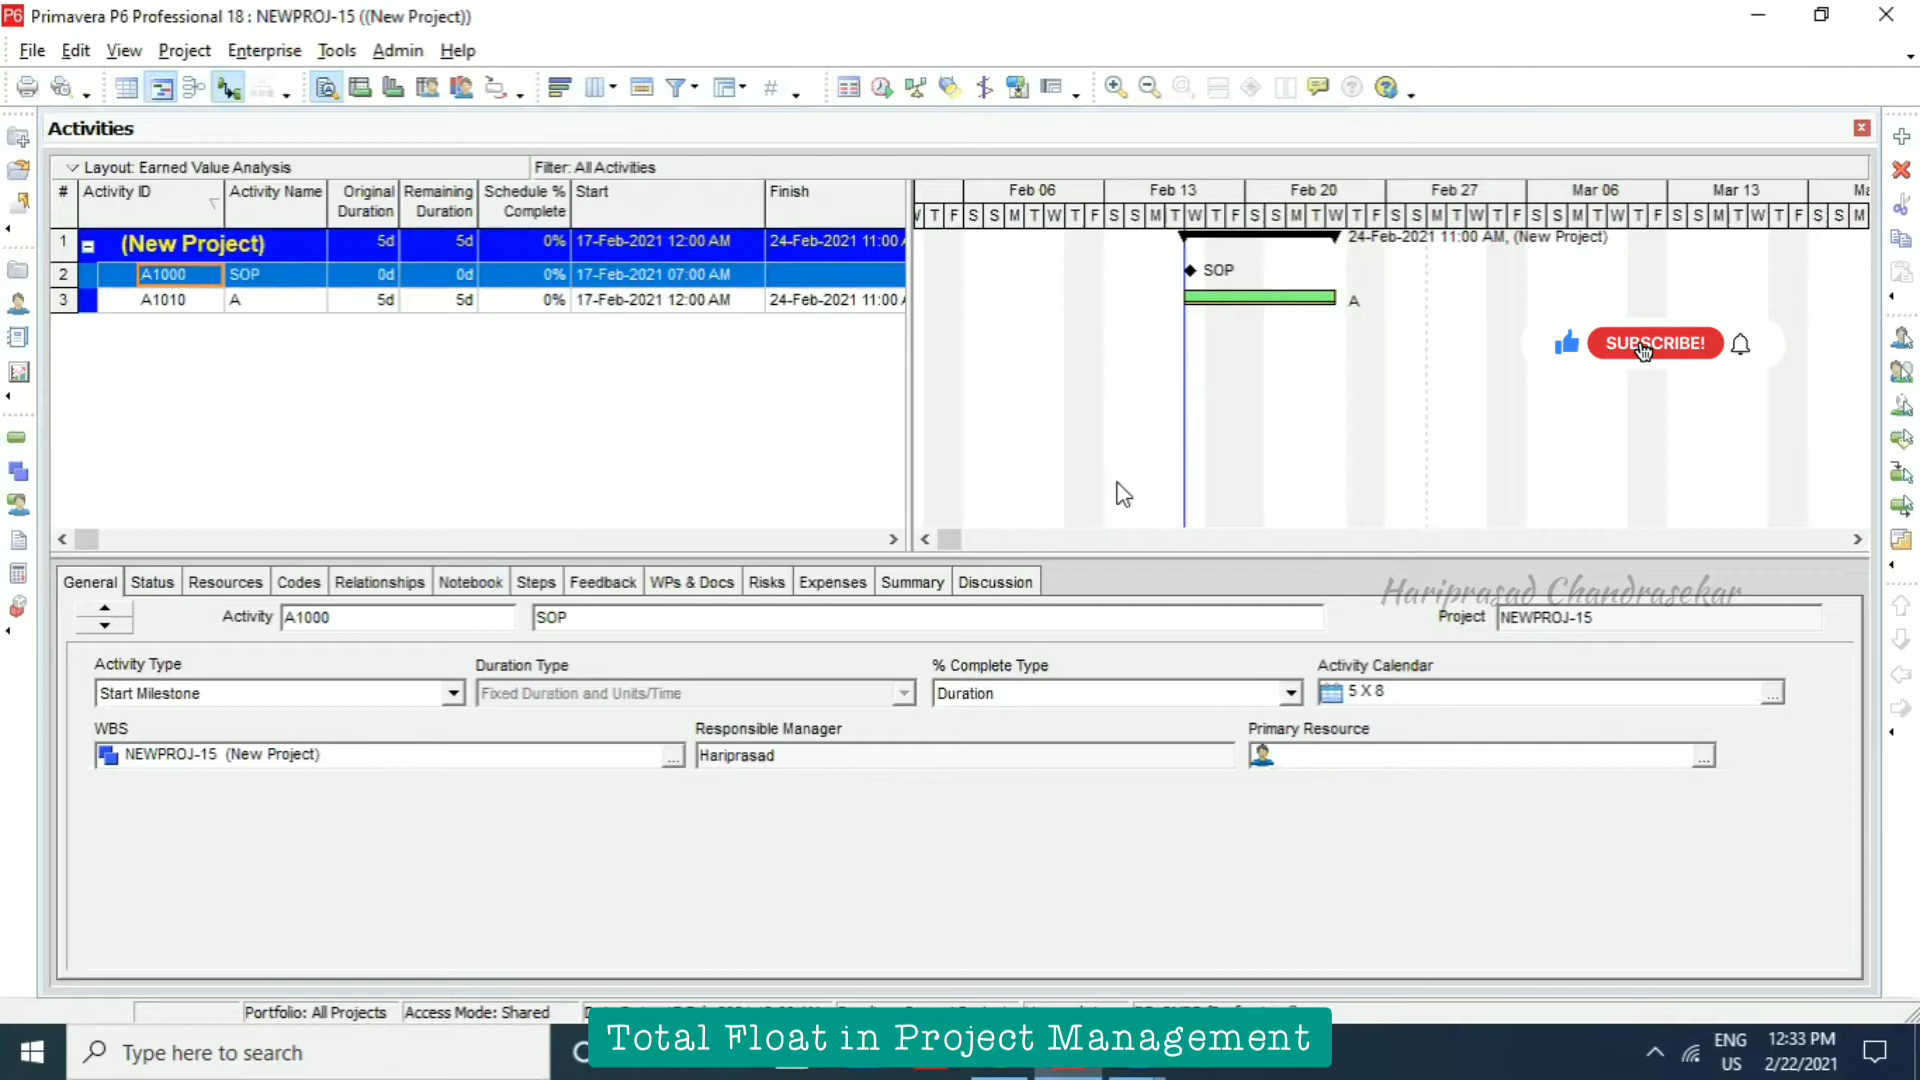 P6 Primavera P6 Professional 18 : NEWPROJ-15 ((New Project))
File Edit View Project Enterprise Tools Admin Help
Activities
Layout: Earned Value Analysis Filter: All Activities
# Activity ID Activity Name Original Duration Remaining Duration Schedule % Complete Start Finish
Feb 06 Feb 13 Feb 20 Feb 27 Mar 06 Mar 13 Ma
T F S S M T W T F S S M T W T F S S M T W T F S S M T W T F S S M T W T F S S M T W T F S S M
1 (New Project) 5d 5d 0% 17-Feb-2021 12:00 AM 24-Feb-2021 11:00 A
24-Feb-2021 11:00 AM, (New Project)
2 A1000 SOP 0d 0d 0% 17-Feb-2021 07:00 AM
SOP
3 A1010 A 5d 5d 0% 17-Feb-2021 12:00 AM 24-Feb-2021 11:00 A
A
SUBSCRIBE!
General Status Resources Codes Relationships Notebook Steps Feedback WPs & Docs Risks Expenses Summary Discussion
Hariprasad Chandrasekar
Activity A1000 SOP Project NEWPROJ-15
Activity Type Duration Type % Complete Type Activity Calendar
Start Milestone Fixed Duration and Units/Time Duration 5 X 8 ...
WBS Responsible Manager Primary Resource
NEWPROJ-15 (New Project) ... Hariprasad ...
Portfolio: All Projects Access Mode: Shared
Total Float in Project Management
Type here to search
ENG 12:33 PM
US 2/22/2021